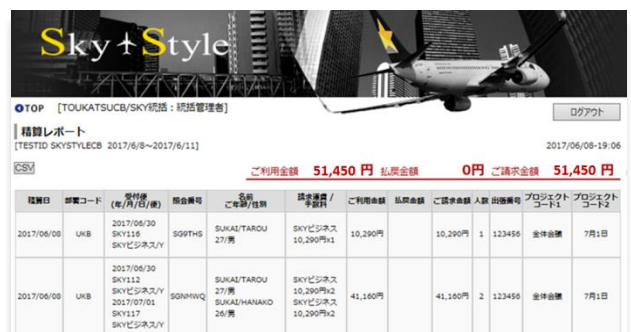 Sky Style
TOP [TOUKATSUCB/SKY統括：統括管理者]
ログアウト
精算レポート
[TESTID SKYSTYLECB 2017/6/8～2017/6/11]
2017/06/08-19:06
CSV
ご利用金額 51,450 円 払戻金額 0円 ご請求金額 51,450 円
積算日 部署コード 受付便(年/月/日/便) 照会番号 名前 ご年齢/性別 請求運賃/手数料 ご利用金額 払戻金額 ご請求金額 人数 出張番号 プロジェクトコード1 プロジェクトコード2
2017/06/08 UKB 2017/06/30 SKY116 SKYビジネス/Y SG9THS SUKAI/TAROU 27/男 SKYビジネス 10,290円x1 10,290円 10,290円 1 123456 全体会議 7月1日
2017/06/08 UKB 2017/06/30 SKY112 SKYビジネス/Y 2017/07/01 SKY117 SKYビジネス/Y SGNMWQ SUKAI/TAROU 27/男 SUKAI/HANAKO 26/男 SKYビジネス 10,290円x2 SKYビジネス 10,290円x2 41,160円 41,160円 2 123456 全体会議 7月1日